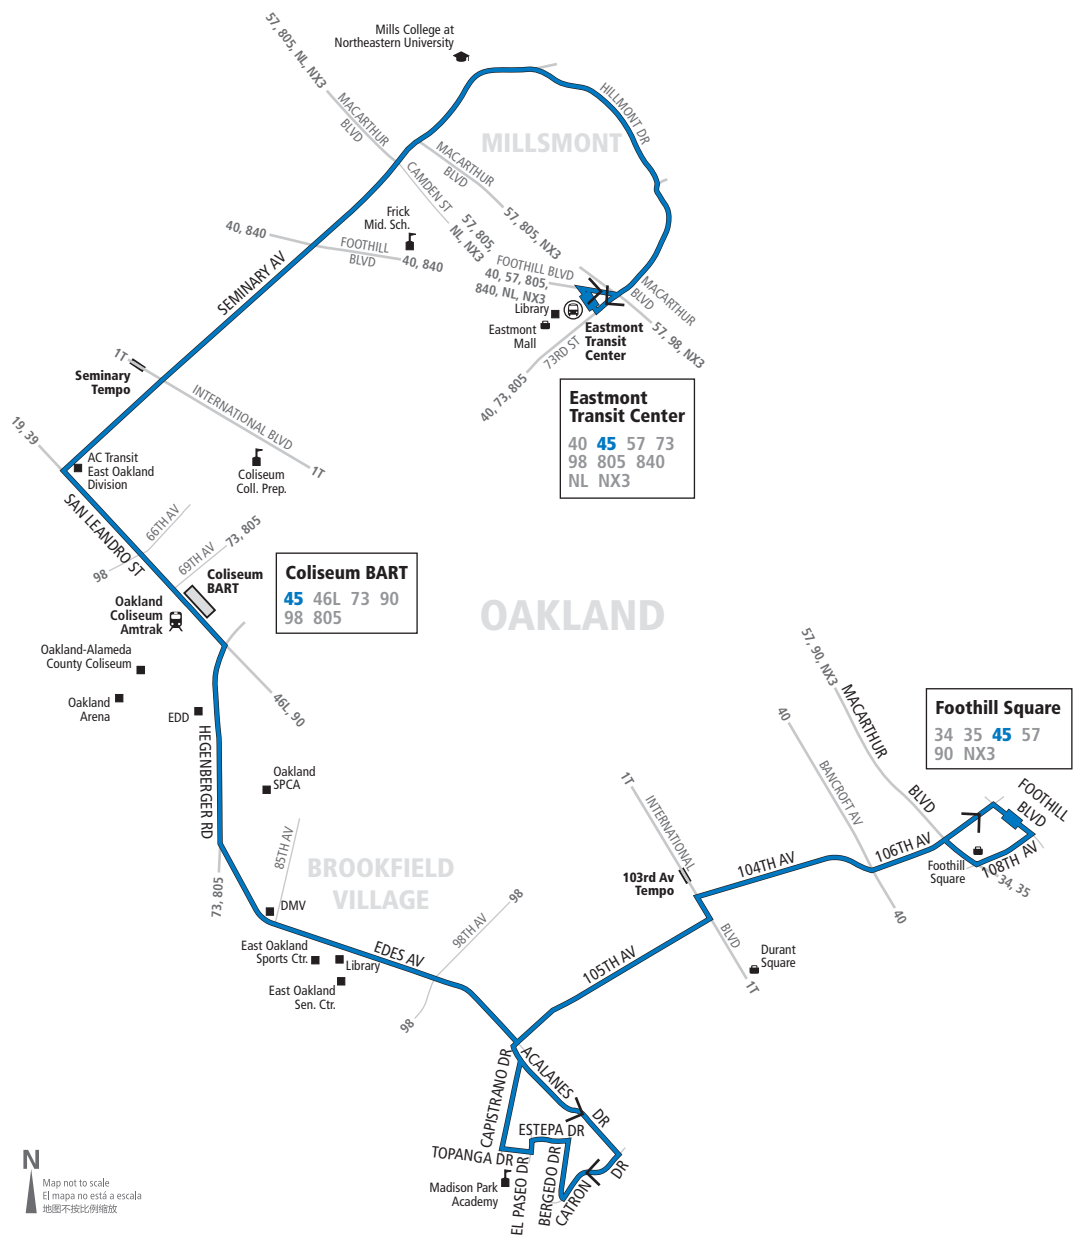 Mills College at
Northeastern University
57, 805, NL, NX3
MACARTHUR
BLVD
HILLMONT DR
MILLSMONT
MACARTHUR
BLVD
CAMDEN ST
57, 805, NX3
57, 805,
NL, NX3
Frick
Mid. Sch.
40, 840
FOOTHILL
BLVD
40, 840
SEMINARY AV
FOOTHILL BLVD
40, 57, 805,
840, NL, NX3
Library
Eastmont
Mall
Eastmont
Transit
Center
MACARTHUR
BLVD
57, 98, NX3
73RD ST
40, 73, 805
1T
Seminary
Tempo
INTERNATIONAL BLVD
1T
Eastmont
Transit Center
40 45 57 73
98 805 840
NL NX3
19, 39
AC Transit
East Oakland
Division
Coliseum
Coll. Prep.
SAN LEANDRO ST
66TH AV
98
69TH AV
73, 805
Coliseum
BART
Coliseum BART
45 46L 73 90
98 805
Oakland
Coliseum
Amtrak
OAKLAND
Oakland-Alameda
County Coliseum
Oakland
Arena
EDD
46L, 90
HEGENBERGER RD
Oakland
SPCA
85TH AV
73, 805
BROOKFIELD
VILLAGE
DMV
57, 90, NX3
MACARTHUR
BLVD
Foothill Square
34 35 45 57
90 NX3
40
BANCROFT AV
FOOTHILL
BLVD
1T
INTERNATIONAL
BLVD
103rd Av
Tempo
104TH AV
106TH AV
Foothill
Square
108TH AV
34, 35
40
98TH AV
98
98
East Oakland
Sports Ctr.
Library
EDES AV
East Oakland
Sen. Ctr.
105TH AV
Durant
Square
1T
ACALANES
DR
CAPISTRANO DR
ESTEPA DR
TOPANGA DR
EL PASEO DR
BERGEDO DR
CATRON
DR
Madison Park
Academy
N
Map not to scale
El mapa no está a escala
地图不按比例缩放